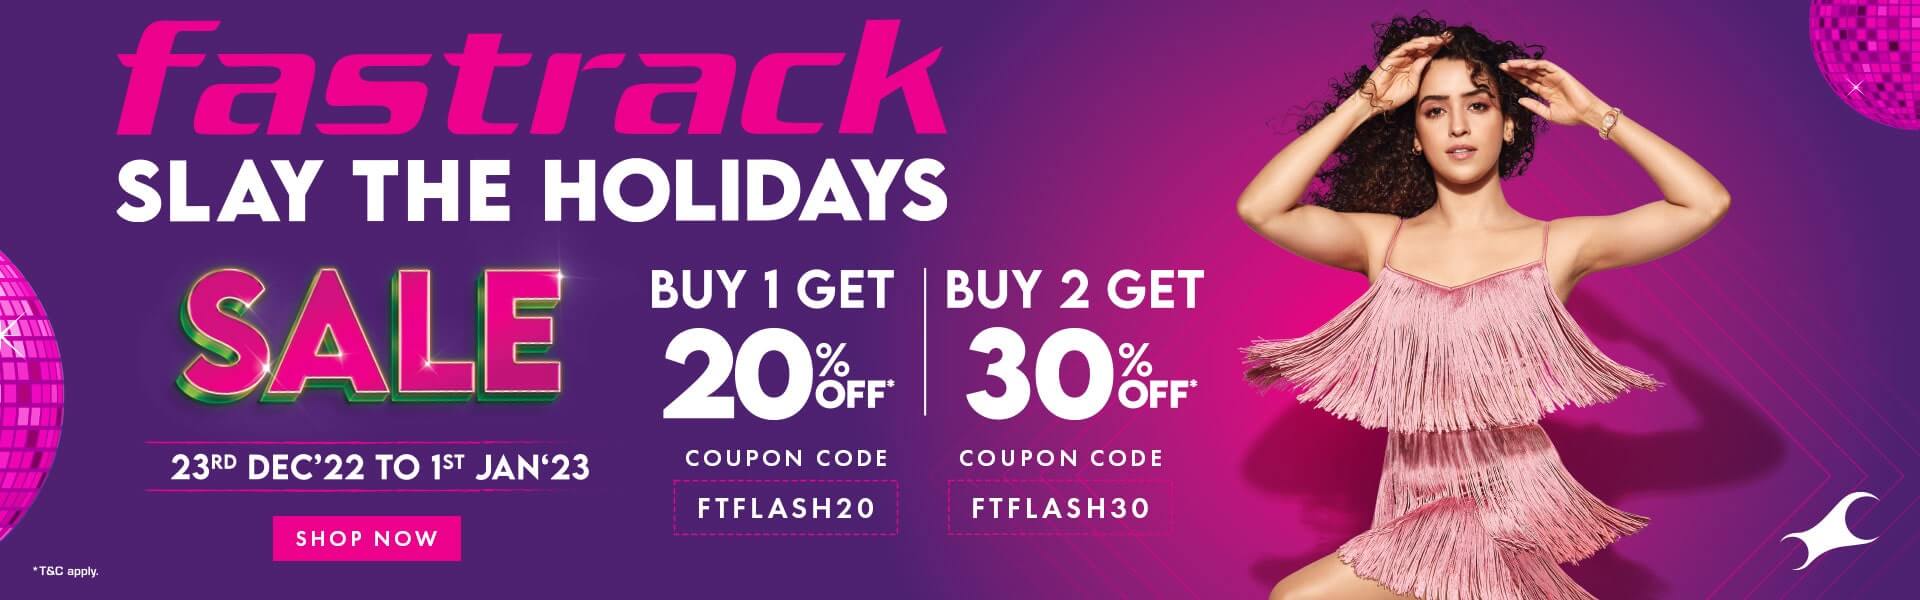 fastrack
SLAY THE HOLIDAYS
SALE
23RD DEC'22 TO 1ST JAN‘23
SHOP NOW
*T&C apply.
BUY 1 GET
20% OFF*
COUPON CODE
FTFLASH20
BUY 2 GET
30% OFF*
COUPON CODE
FTFLASH30